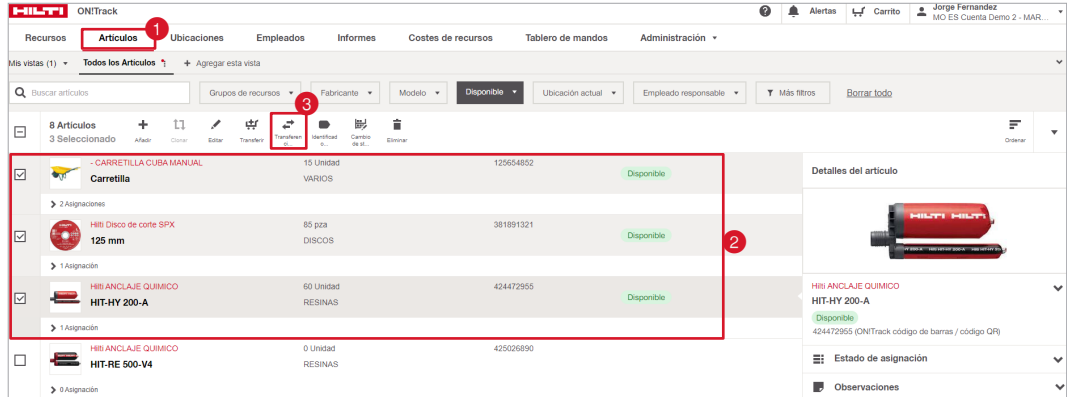 HILTI ON!Track
Alertas Carrito Jorge Fernandez
MO ES Cuenta Demo 2 - MAR...
1
Recursos Artículos Ubicaciones Empleados Informes Costes de recursos Tablero de mandos Administración
Mis vistas (1) Todos los Artículos + Agregar esta vista
Buscar artículos Grupos de recursos Fabricante Modelo Disponible Ubicación actual Empleado responsable Más filtros Borrar todo
3
8 Artículos
3 Seleccionado
Añadir Clonar Editar Transferir Transferen ci... Identificad o... Cambio de st... Eliminar Ordenar
- CARRETILLA CUBA MANUAL 15 Unidad 125654852
Carretilla VARIOS Disponible
2 Asignaciones
Hilti Disco de corte SPX 85 pza 381891321
125 mm DISCOS Disponible
2
1 Asignación
Hilti ANCLAJE QUIMICO 60 Unidad 424472955
HIT-HY 200-A RESINAS Disponible
1 Asignación
Hilti ANCLAJE QUIMICO 0 Unidad 425026890
HIT-RE 500-V4 RESINAS
0 Asignación
Detalles del artículo
HILTI HILTI
Hilti ANCLAJE QUIMICO
HIT-HY 200-A
Disponible
424472955 (ON!Track código de barras / código QR)
Estado de asignación
Observaciones